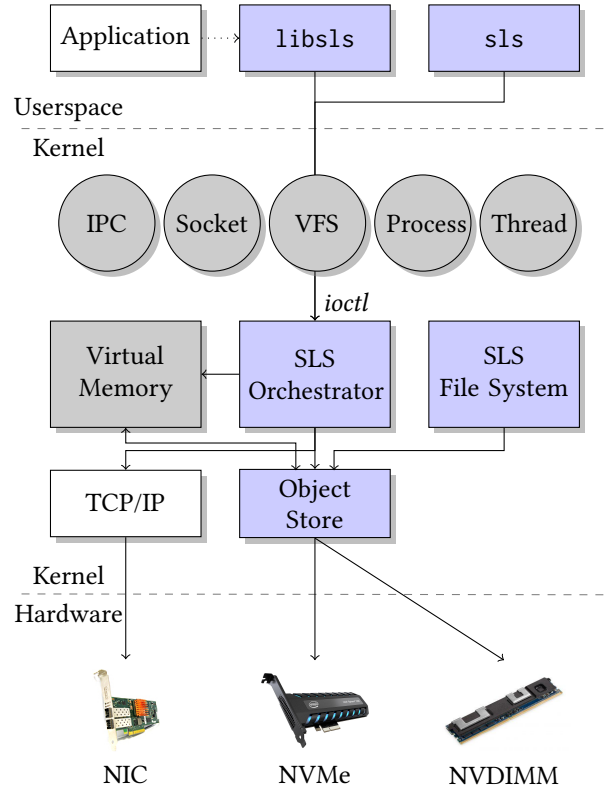 Application
libsls
sls
Userspace
Kernel
IPC
Socket
VFS
Process
Thread
ioctl
Virtual
Memory
SLS
Orchestrator
SLS
File System
TCP/IP
Object
Store
Kernel
Hardware
NIC
NVMe
NVDIMM